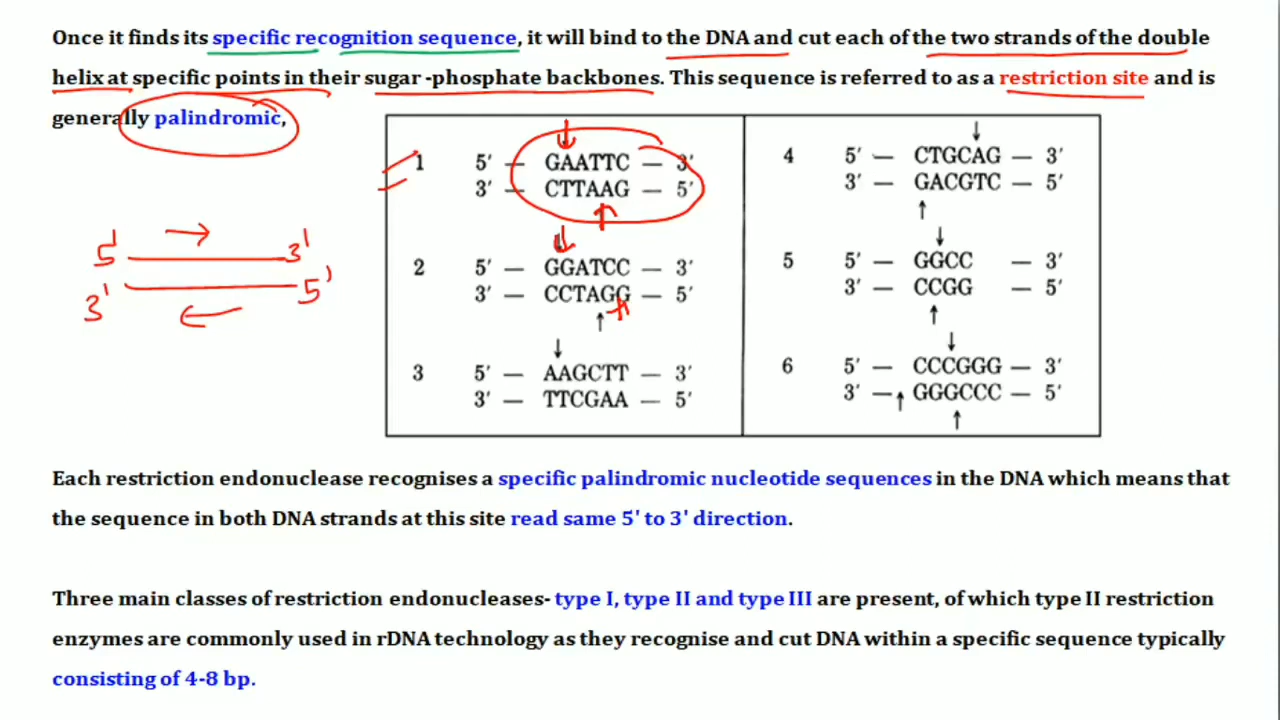 Once it finds its specific recognition sequence, it will bind to the DNA and cut each of the two strands of the double
helix at specific points in their sugar -phosphate backbones. This sequence is referred to as a restriction site and is
generally palindromic,
1 5′ — GAATTC — 3′
3′ — CTTAAG — 5′
2 5′ — GGATCC — 3′
3′ — CCTAGG — 5′
3 5′ — AAGCTT — 3′
3′ — TTCGAA — 5′
4 5′ — CTGCAG — 3′
3′ — GACGTC — 5′
5 5′ — GGCC — 3′
3′ — CCGG — 5′
6 5′ — CCCGGG — 3′
3′ — GGGCCC — 5′
5' 3'
3' 5'
Each restriction endonuclease recognises a specific palindromic nucleotide sequences in the DNA which means that
the sequence in both DNA strands at this site read same 5' to 3' direction.
Three main classes of restriction endonucleases- type I, type II and type III are present, of which type II restriction
enzymes are commonly used in rDNA technology as they recognise and cut DNA within a specific sequence typically
consisting of 4-8 bp.